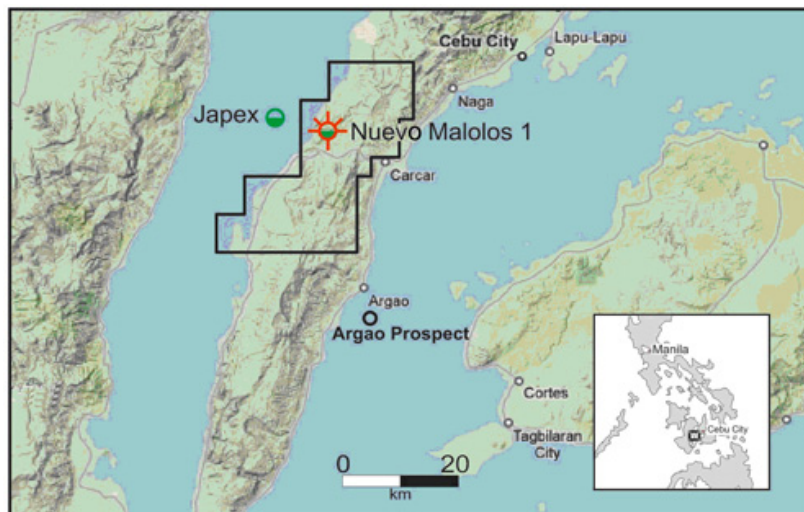 Cebu City
Lapu-Lapu
Japex
Naga
Nuevo Malolos 1
Carcar
Argao
Argao Prospect
Manila
Cebu City
Cortes
Tagbilaran
City
0 20
km